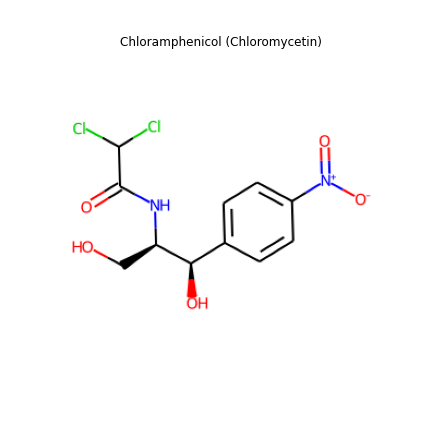 Chloramphenicol (Chloromycetin)
Cl
Cl
O
O
N+
O-
NH
HO
OH